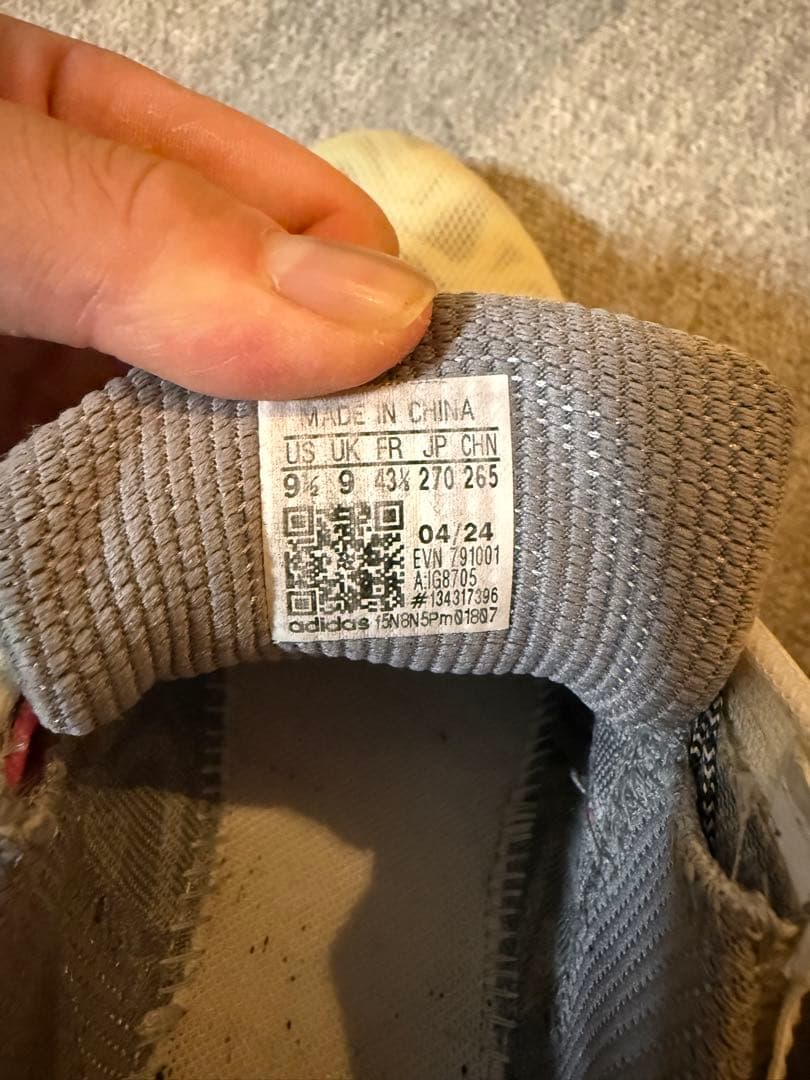 MADE IN CHINA
US UK FR JP CHN
9½ 9 43⅓ 270 265
04/24
EVN 791001
A:IG8705
#134317396
adidas f5N8N5Pm01807